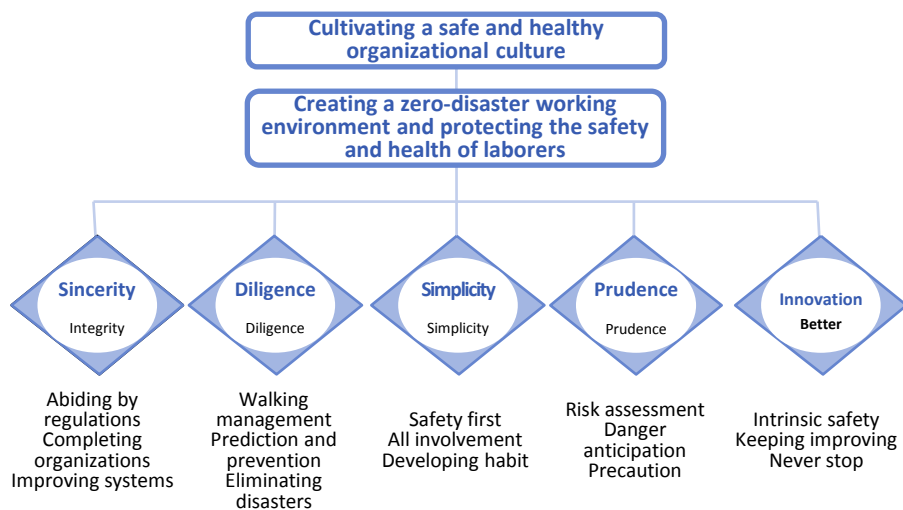 Cultivating a safe and healthy
organizational culture
Creating a zero-disaster working
environment and protecting the safety
and health of laborers
Sincerity
Integrity
Diligence
Diligence
Simplicity
Simplicity
Prudence
Prudence
Innovation
Better
Abiding by
regulations
Completing
organizations
Improving systems
Walking
management
Prediction and
prevention
Eliminating
disasters
Safety first
All involvement
Developing habit
Risk assessment
Danger
anticipation
Precaution
Intrinsic safety
Keeping improving
Never stop